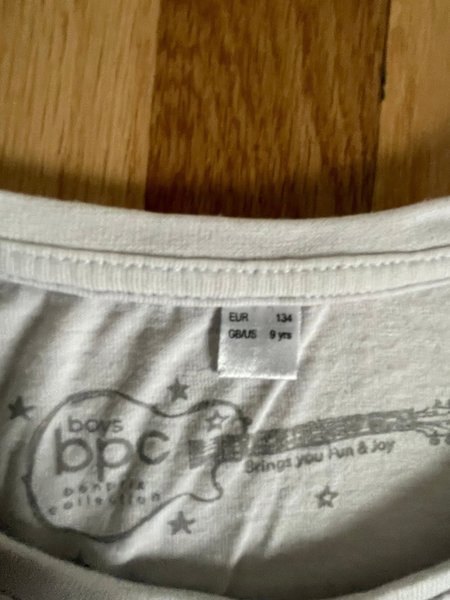 EUR 134
GB/US 9 yrs
boys
bpc
bonprix
collection
Brings you Fun & Joy